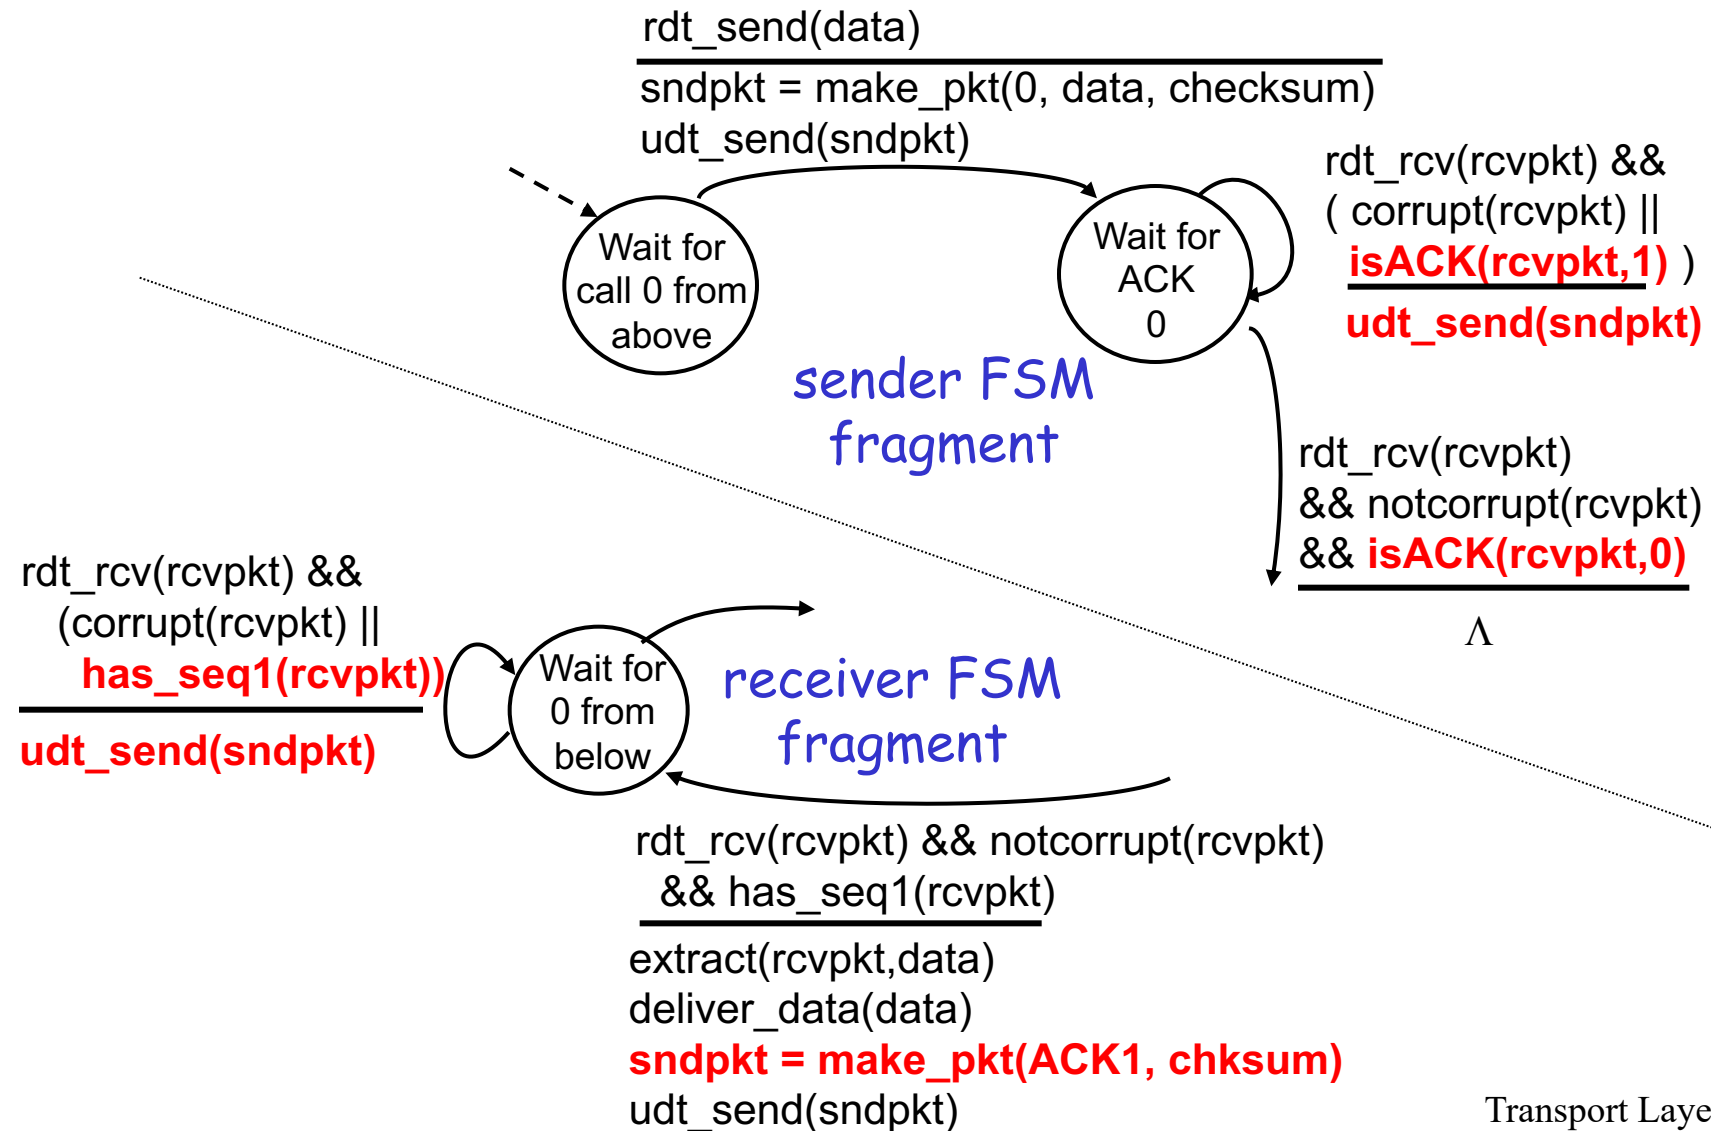 rdt_send(data)
sndpkt = make_pkt(0, data, checksum)
udt_send(sndpkt)
rdt_rcv(rcvpkt) &&
( corrupt(rcvpkt) ||
isACK(rcvpkt,1) )
udt_send(sndpkt)
Wait for
call 0 from
above
Wait for
ACK
0
sender FSM
fragment
rdt_rcv(rcvpkt)
&& notcorrupt(rcvpkt)
&& isACK(rcvpkt,0)
Λ
rdt_rcv(rcvpkt) &&
(corrupt(rcvpkt) ||
has_seq1(rcvpkt))
udt_send(sndpkt)
Wait for
0 from
below
receiver FSM
fragment
rdt_rcv(rcvpkt) && notcorrupt(rcvpkt)
&& has_seq1(rcvpkt)
extract(rcvpkt,data)
deliver_data(data)
sndpkt = make_pkt(ACK1, chksum)
udt_send(sndpkt)
Transport Laye